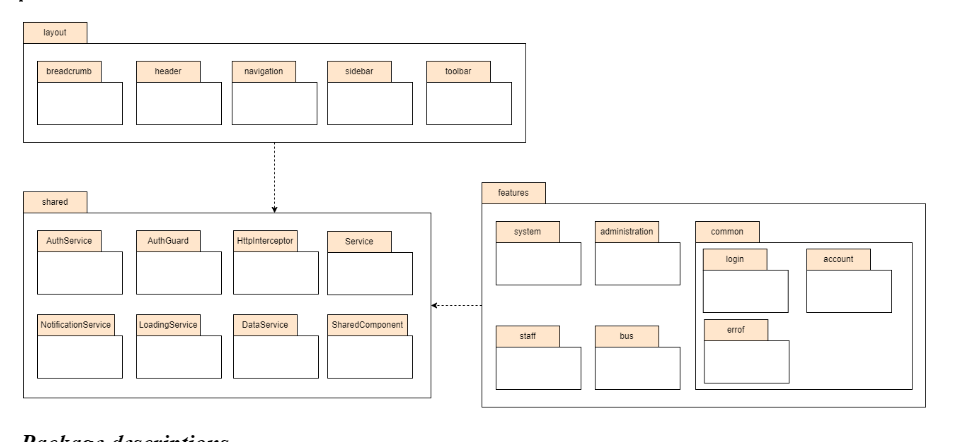 layout
breadcrumb header navigation sidebar toolbar
shared
AuthService AuthGuard HttpInterceptor Service
NotificationService LoadingService DataService SharedComponent
features
system administration common
login account
errof
staff bus
Package descriptions